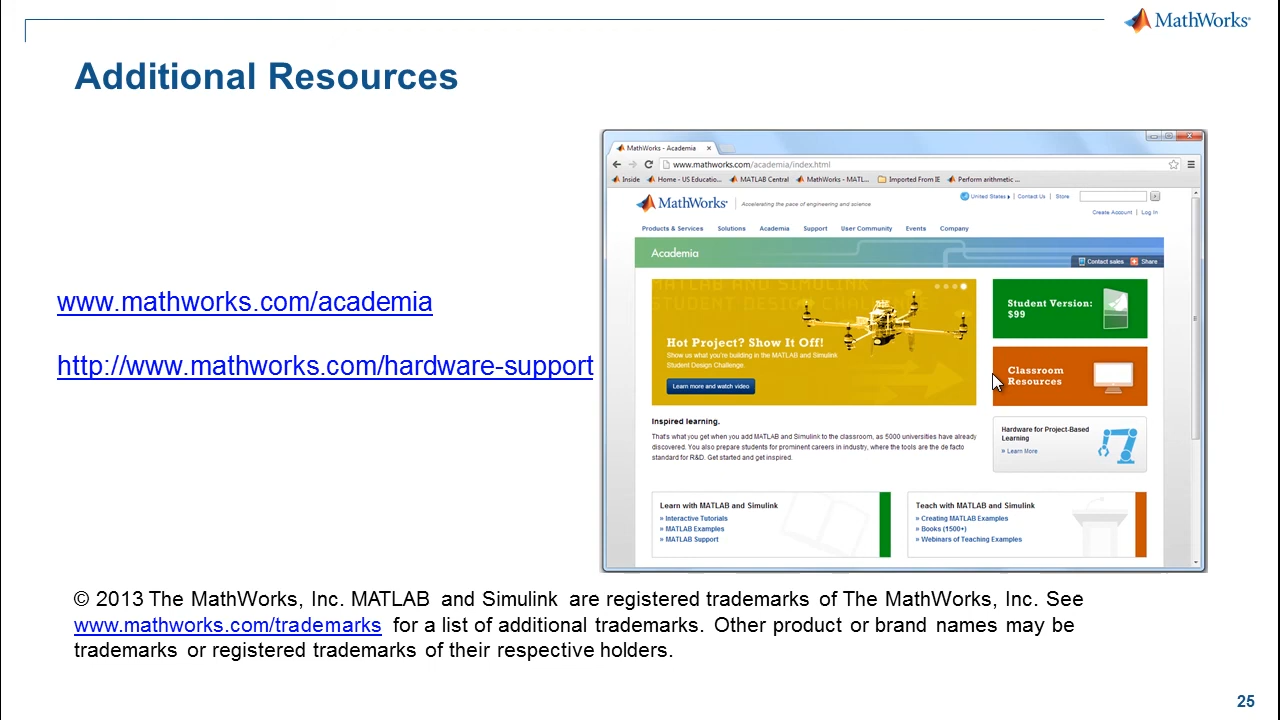 MathWorks®
Additional Resources
www.mathworks.com/academia
http://www.mathworks.com/hardware-support
MathWorks - Academia
www.mathworks.com/academia/index.html
Inside Home - US Educatio... MATLAB Central MathWorks - MATL... Imported From IE Perform arithmetic ...
MathWorks® Accelerating the pace of engineering and science
United States | Contact Us | Store
Create Account | Log In
Products & Services Solutions Academia Support User Community Events Company
Academia
Contact sales Share
MATLAB AND SIMULINK
STUDENT DESIGN CHALLENGE
Hot Project? Show It Off!
Show us what you're building in the MATLAB and Simulink
Student Design Challenge.
Learn more and watch video
Student Version:
$99
Classroom
Resources
Hardware for Project-Based
Learning
» Learn More
Inspired learning.
That's what you get when you add MATLAB and Simulink to the classroom, as 5000 universities have already
discovered. You also prepare students for prominent careers in industry, where the tools are the de facto
standard for R&D. Get started and get inspired.
Learn with MATLAB and Simulink
» Interactive Tutorials
» MATLAB Examples
» MATLAB Support
Teach with MATLAB and Simulink
» Creating MATLAB Examples
» Books (1500+)
» Webinars of Teaching Examples
© 2013 The MathWorks, Inc. MATLAB and Simulink are registered trademarks of The MathWorks, Inc. See
www.mathworks.com/trademarks for a list of additional trademarks. Other product or brand names may be
trademarks or registered trademarks of their respective holders.
25